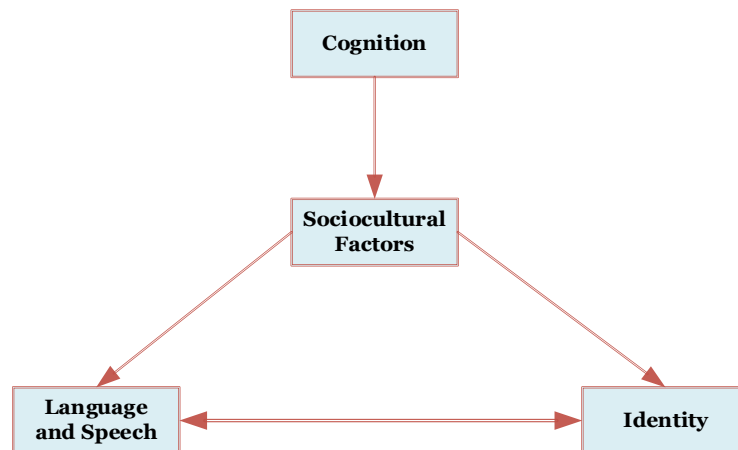 Cognition
Sociocultural
Factors
Language
and Speech
Identity